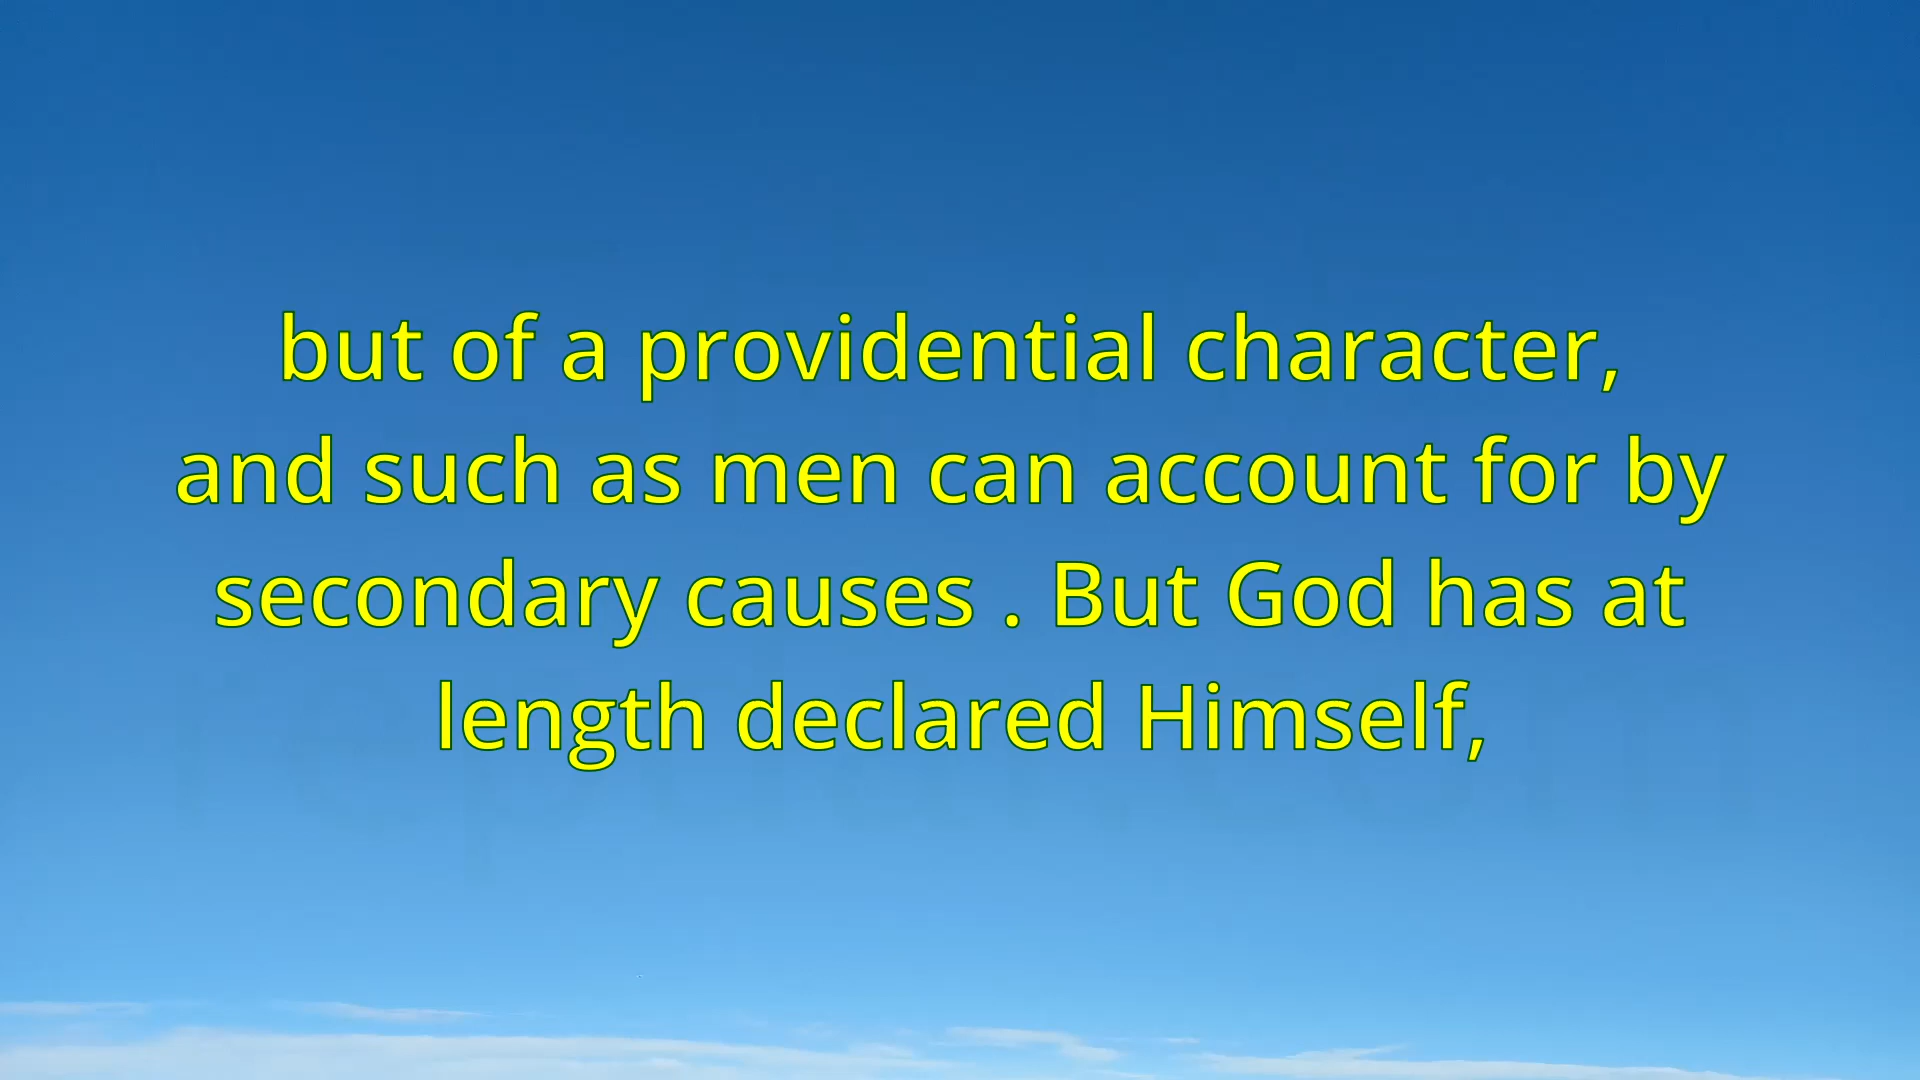 but of a providential character,
and such as men can account for by
secondary causes . But God has at
length declared Himself,